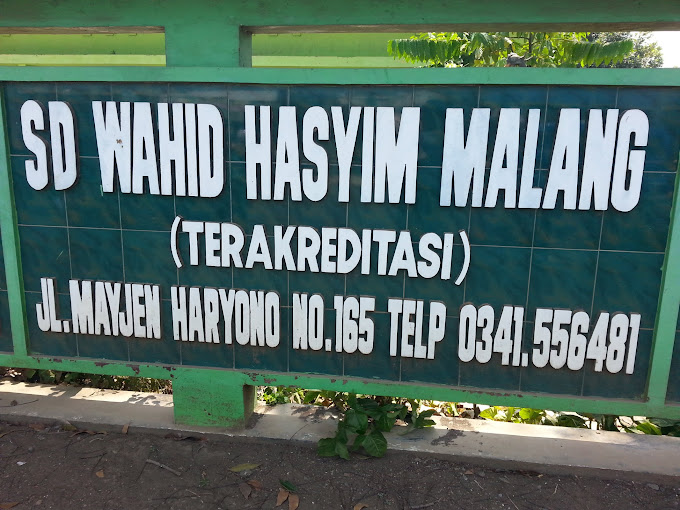 SD WAHID HASYIM MALANG
(TERAKREDITASI)
JL.MAYJEN HARYONO NO.165 TELP 0341.556481